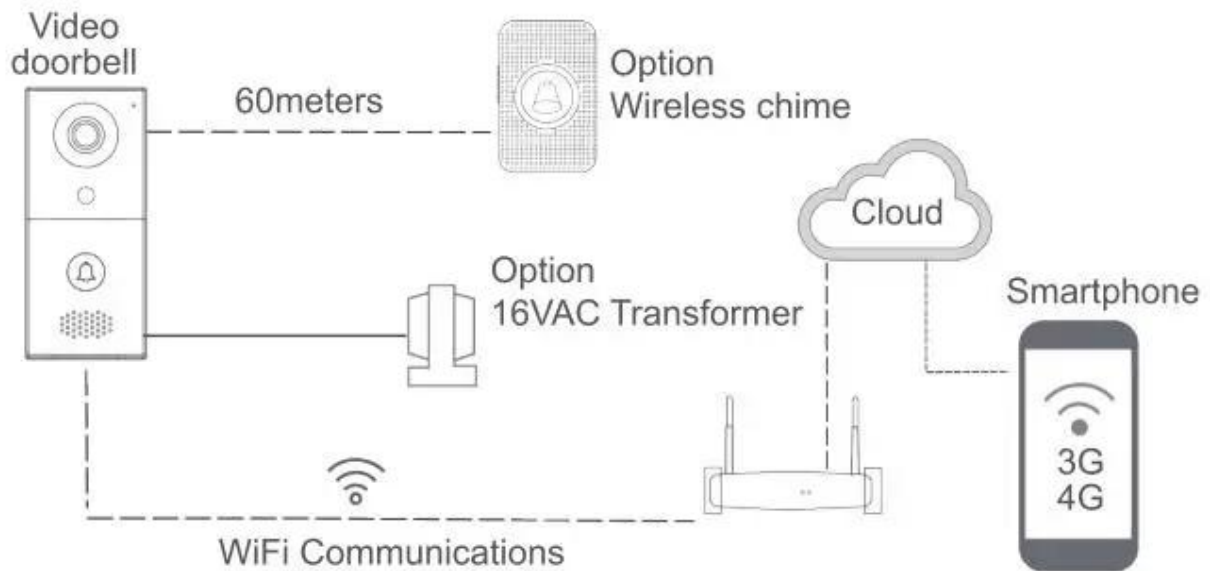 Video
doorbell
60meters
Option
Wireless chime
Cloud
Option
16VAC Transformer
Smartphone
3G
4G
WiFi Communications